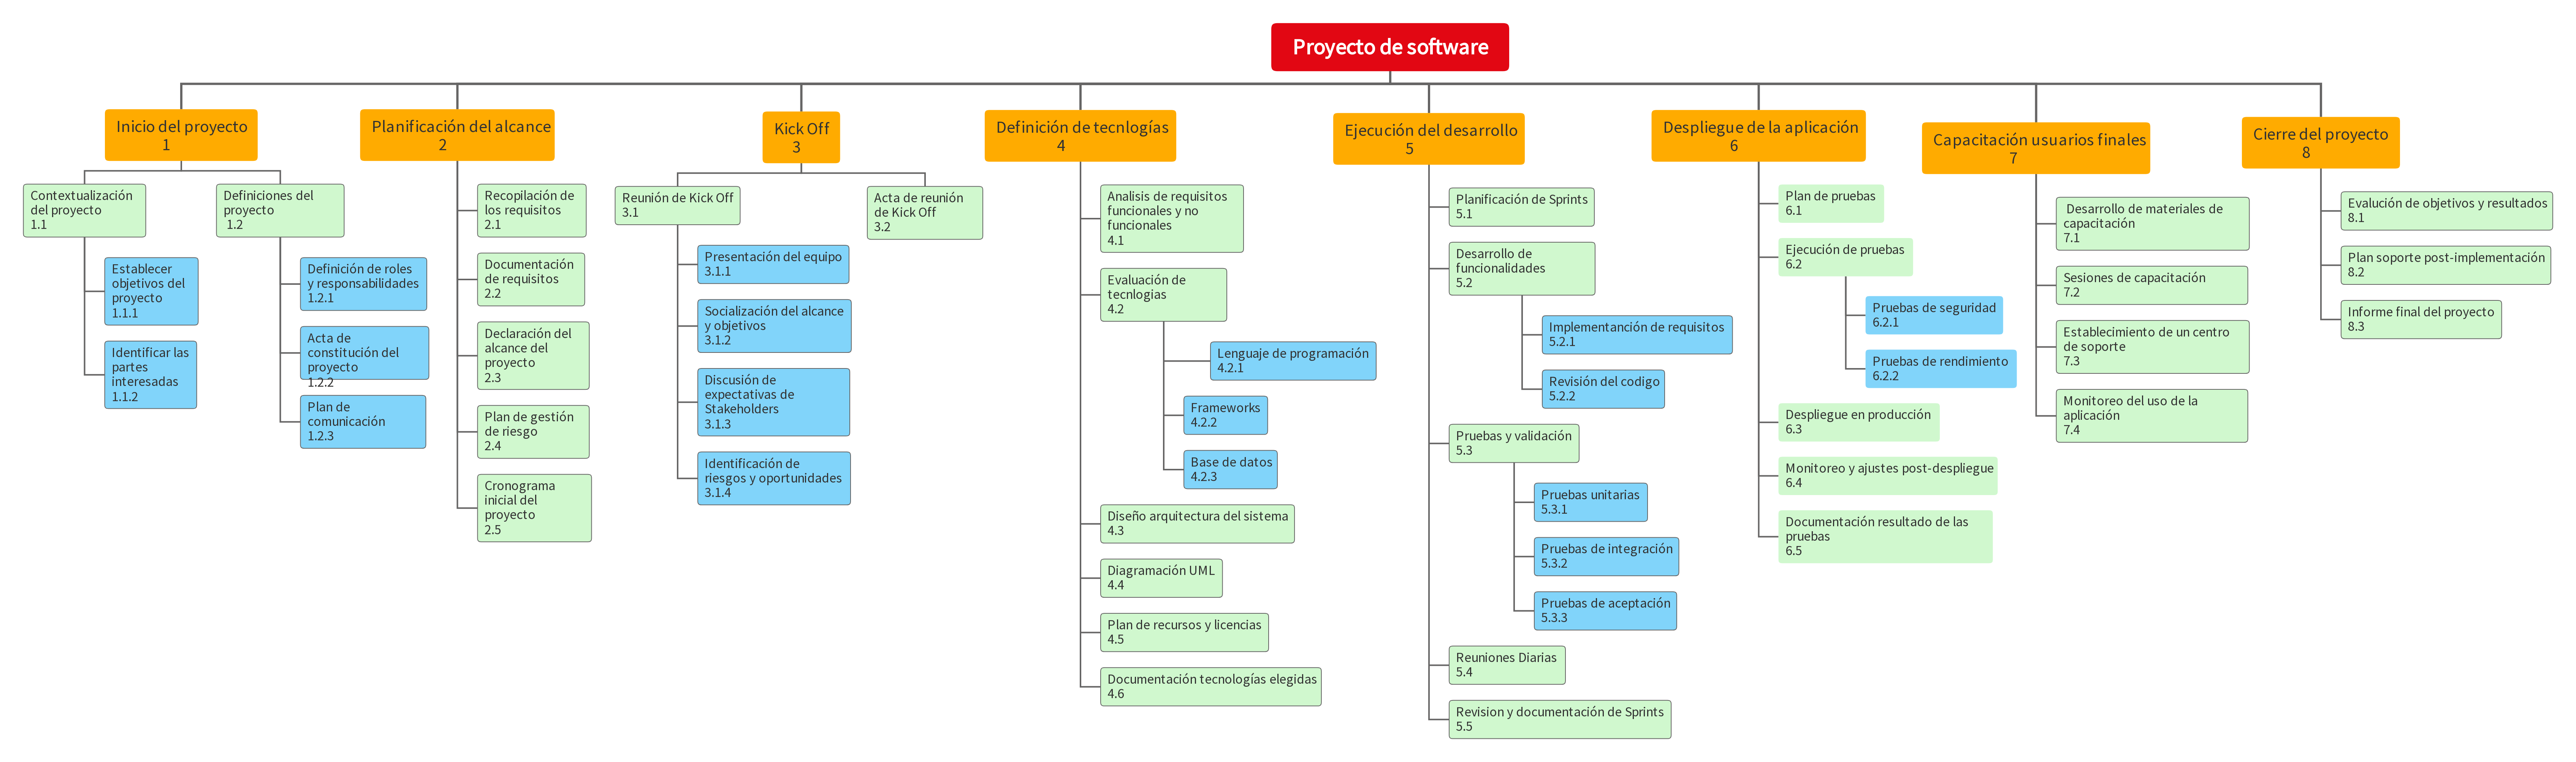 Proyecto de software
Inicio del proyecto
1
Contextualización
del proyecto
1.1
Establecer
objetivos del
proyecto
1.1.1
Identificar las
partes
interesadas
1.1.2
Definiciones del
proyecto
1.2
Definición de roles
y responsabilidades
1.2.1
Acta de
constitución del
proyecto
1.2.2
Plan de
comunicación
1.2.3
Planificación del alcance
2
Recopilación de
los requisitos
2.1
Documentación
de requisitos
2.2
Declaración del
alcance del
proyecto
2.3
Plan de gestión
de riesgo
2.4
Cronograma
inicial del
proyecto
2.5
Kick Off
3
Reunión de Kick Off
3.1
Presentación del equipo
3.1.1
Socialización del alcance
y objetivos
3.1.2
Discusión de
expectativas de
Stakeholders
3.1.3
Identificación de
riesgos y oportunidades
3.1.4
Acta de reunión
de Kick Off
3.2
Definición de tecnlogías
4
Analisis de requisitos
funcionales y no
funcionales
4.1
Evaluación de
tecnlogias
4.2
Lenguaje de programación
4.2.1
Frameworks
4.2.2
Base de datos
4.2.3
Diseño arquitectura del sistema
4.3
Diagramación UML
4.4
Plan de recursos y licencias
4.5
Documentación tecnologías elegidas
4.6
Ejecución del desarrollo
5
Planificación de Sprints
5.1
Desarrollo de
funcionalidades
5.2
Implementanción de requisitos
5.2.1
Revisión del codigo
5.2.2
Pruebas y validación
5.3
Pruebas unitarias
5.3.1
Pruebas de integración
5.3.2
Pruebas de aceptación
5.3.3
Reuniones Diarias
5.4
Revision y documentación de Sprints
5.5
Despliegue de la aplicación
6
Plan de pruebas
6.1
Ejecución de pruebas
6.2
Pruebas de seguridad
6.2.1
Pruebas de rendimiento
6.2.2
Despliegue en producción
6.3
Monitoreo y ajustes post-despliegue
6.4
Documentación resultado de las
pruebas
6.5
Capacitación usuarios finales
7
Desarrollo de materiales de
capacitación
7.1
Sesiones de capacitación
7.2
Establecimiento de un centro
de soporte
7.3
Monitoreo del uso de la
aplicación
7.4
Cierre del proyecto
8
Evalución de objetivos y resultados
8.1
Plan soporte post-implementación
8.2
Informe final del proyecto
8.3